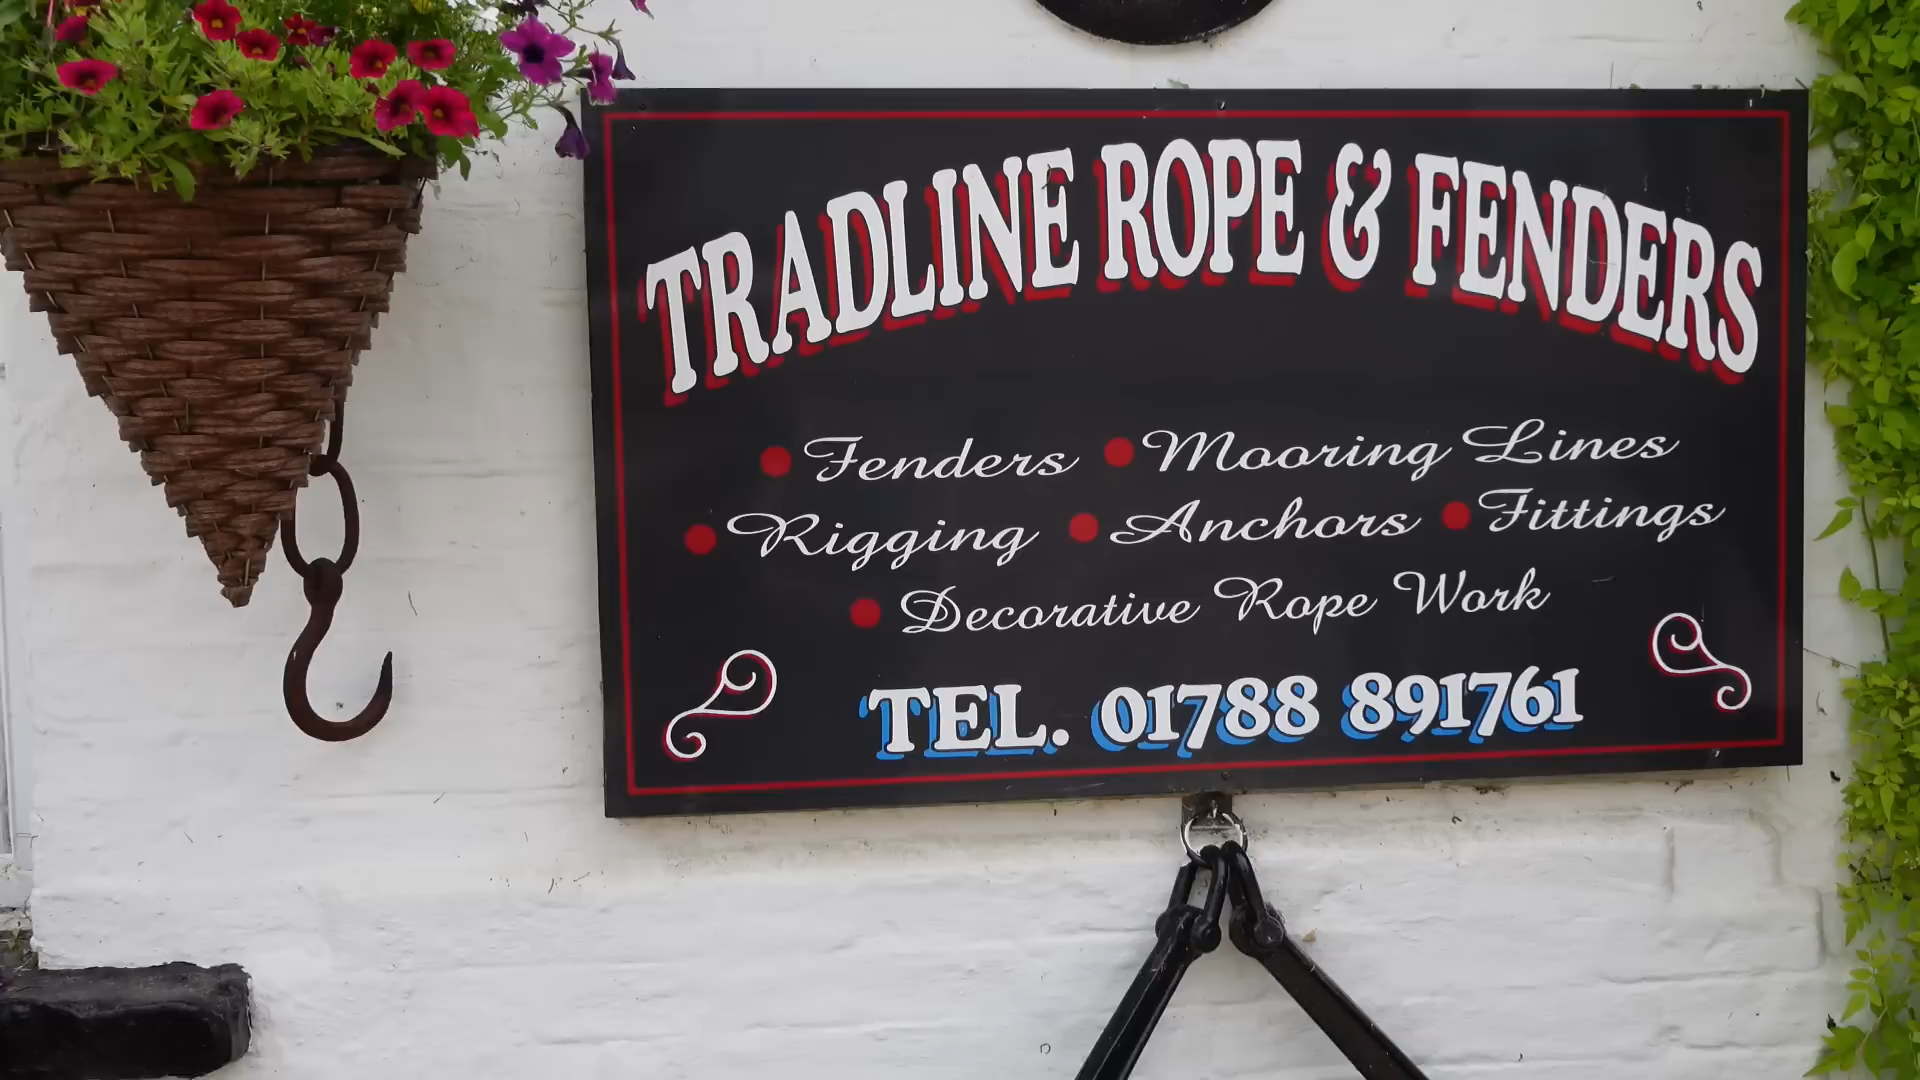 TRADLINE ROPE & FENDERS
• Fenders • Mooring Lines
• Rigging • Anchors • Fittings
• Decorative Rope Work
TEL. 01788 891761